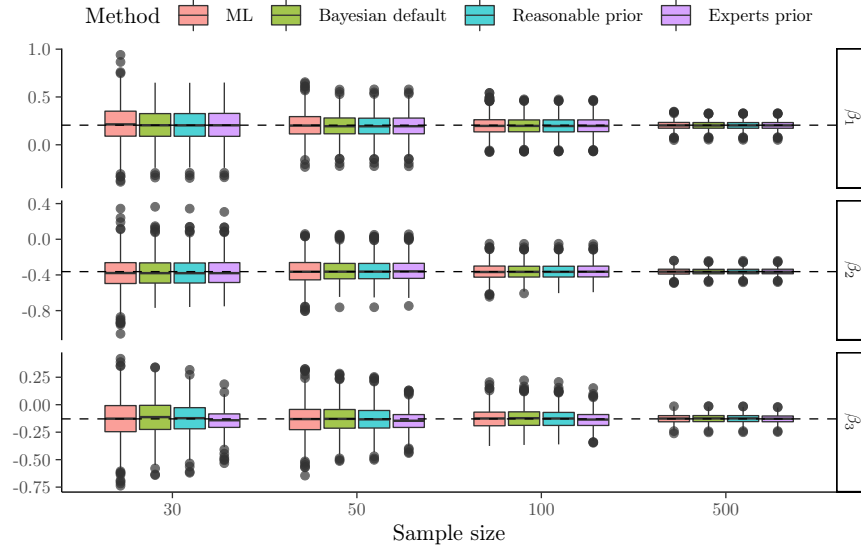 Method ML Bayesian default Reasonable prior Experts prior
1.0
0.5
0.0
β1
0.4
0.0
-0.4
-0.8
β2
0.25
0.00
-0.25
-0.50
-0.75
β3
30 50 100 500
Sample size